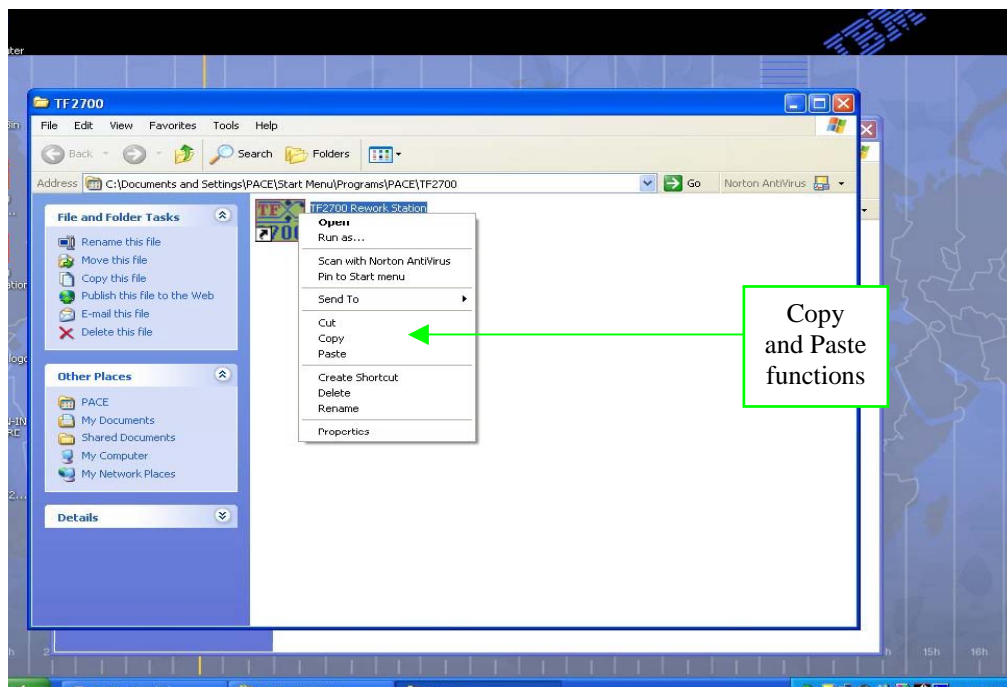 IBM
TF2700
File Edit View Favorites Tools Help
Back Search Folders
Address C:\Documents and Settings\PACE\Start Menu\Programs\PACE\TF2700 Go Norton AntiVirus
File and Folder Tasks
Rename this file
Move this file
Copy this file
Publish this file to the Web
E-mail this file
Delete this file
Other Places
PACE
My Documents
Shared Documents
My Computer
My Network Places
Details
TF2700 Rework Station
Open
Run as...
Scan with Norton AntiVirus
Pin to Start menu
Send To
Cut
Copy
Paste
Create Shortcut
Delete
Rename
Properties
Copy
and Paste
functions
15h 16h